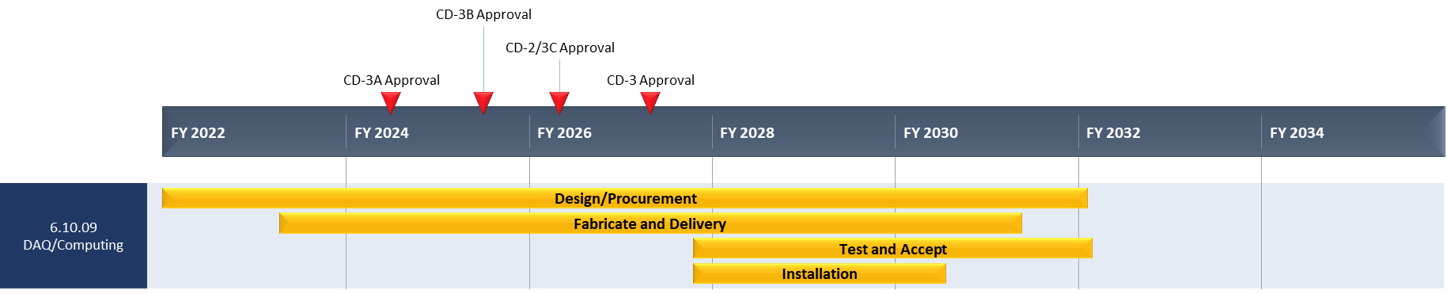 CD-3B Approval
CD-2/3C Approval
CD-3A Approval
CD-3 Approval
FY 2022
FY 2024
FY 2026
FY 2028
FY 2030
FY 2032
FY 2034
6.10.09
DAQ/Computing
Design/Procurement
Fabricate and Delivery
Test and Accept
Installation